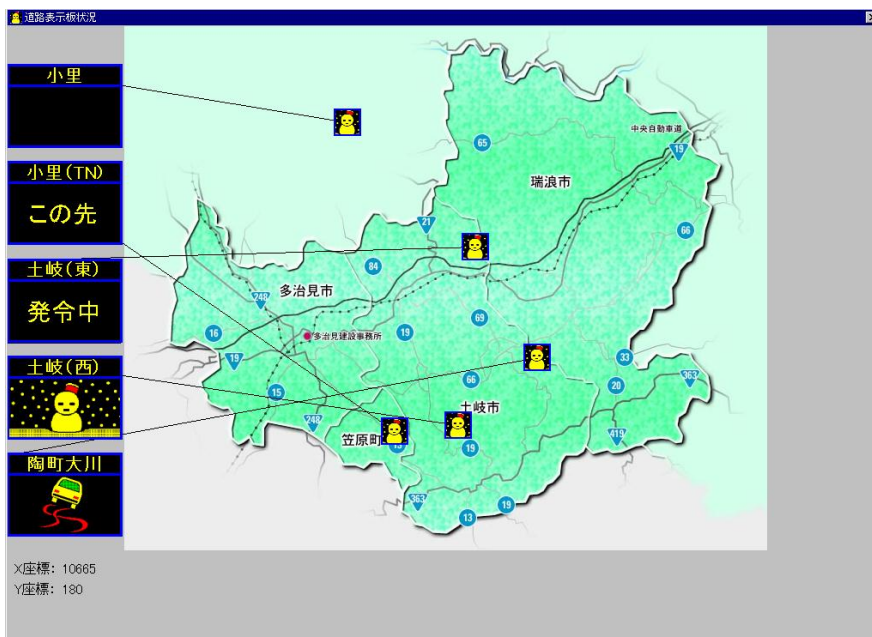 道路表示板状況
小里
小里(TN)
この先
土岐(東)
発令中
土岐(西)
陶町大川
X座標: 10665
Y座標: 180
中央自動車道
19
65
瑞浪市
21
66
84
多治見市
248
69
16
多治見建設事務所
19
19
33
66
363
20
15
土岐市
248
笠原町
13
19
419
363
19
13